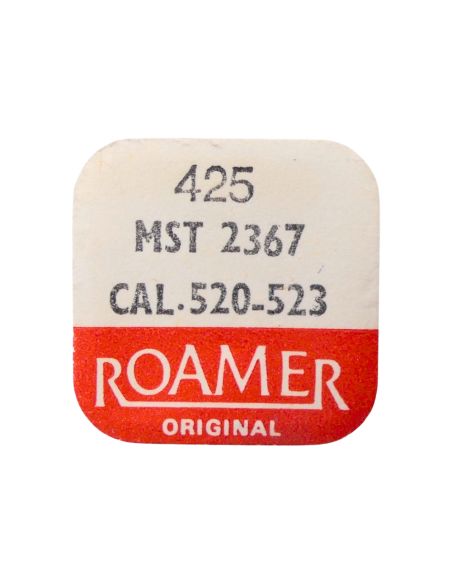 425
MST 2367
CAL.520-523
ROAMER
ORIGINAL